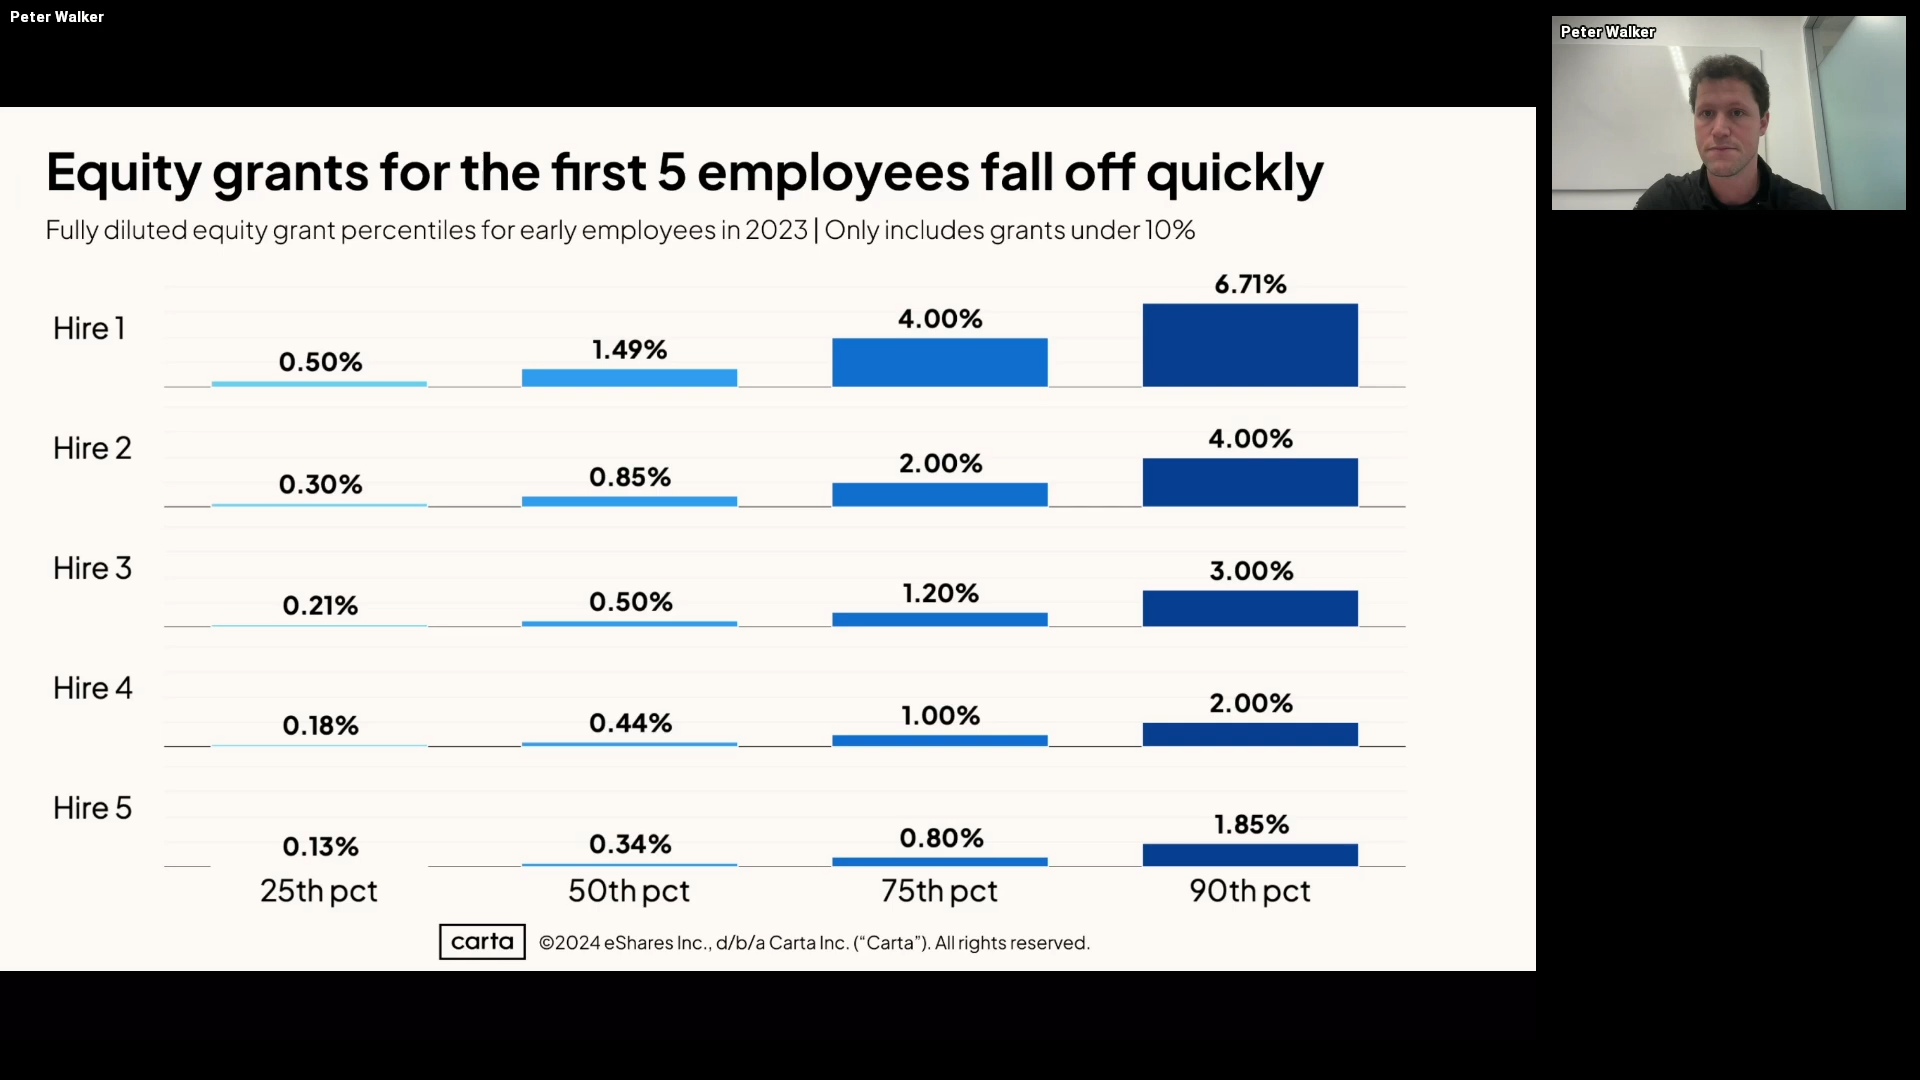 Peter Walker
Peter Walker
Equity grants for the first 5 employees fall off quickly
Fully diluted equity grant percentiles for early employees in 2023 | Only includes grants under 10%
Hire 1
0.50%
1.49%
4.00%
6.71%
Hire 2
0.30%
0.85%
2.00%
4.00%
Hire 3
0.21%
0.50%
1.20%
3.00%
Hire 4
0.18%
0.44%
1.00%
2.00%
Hire 5
0.13%
0.34%
0.80%
1.85%
25th pct
50th pct
75th pct
90th pct
carta
©2024 eShares Inc., d/b/a Carta Inc. (“Carta”). All rights reserved.